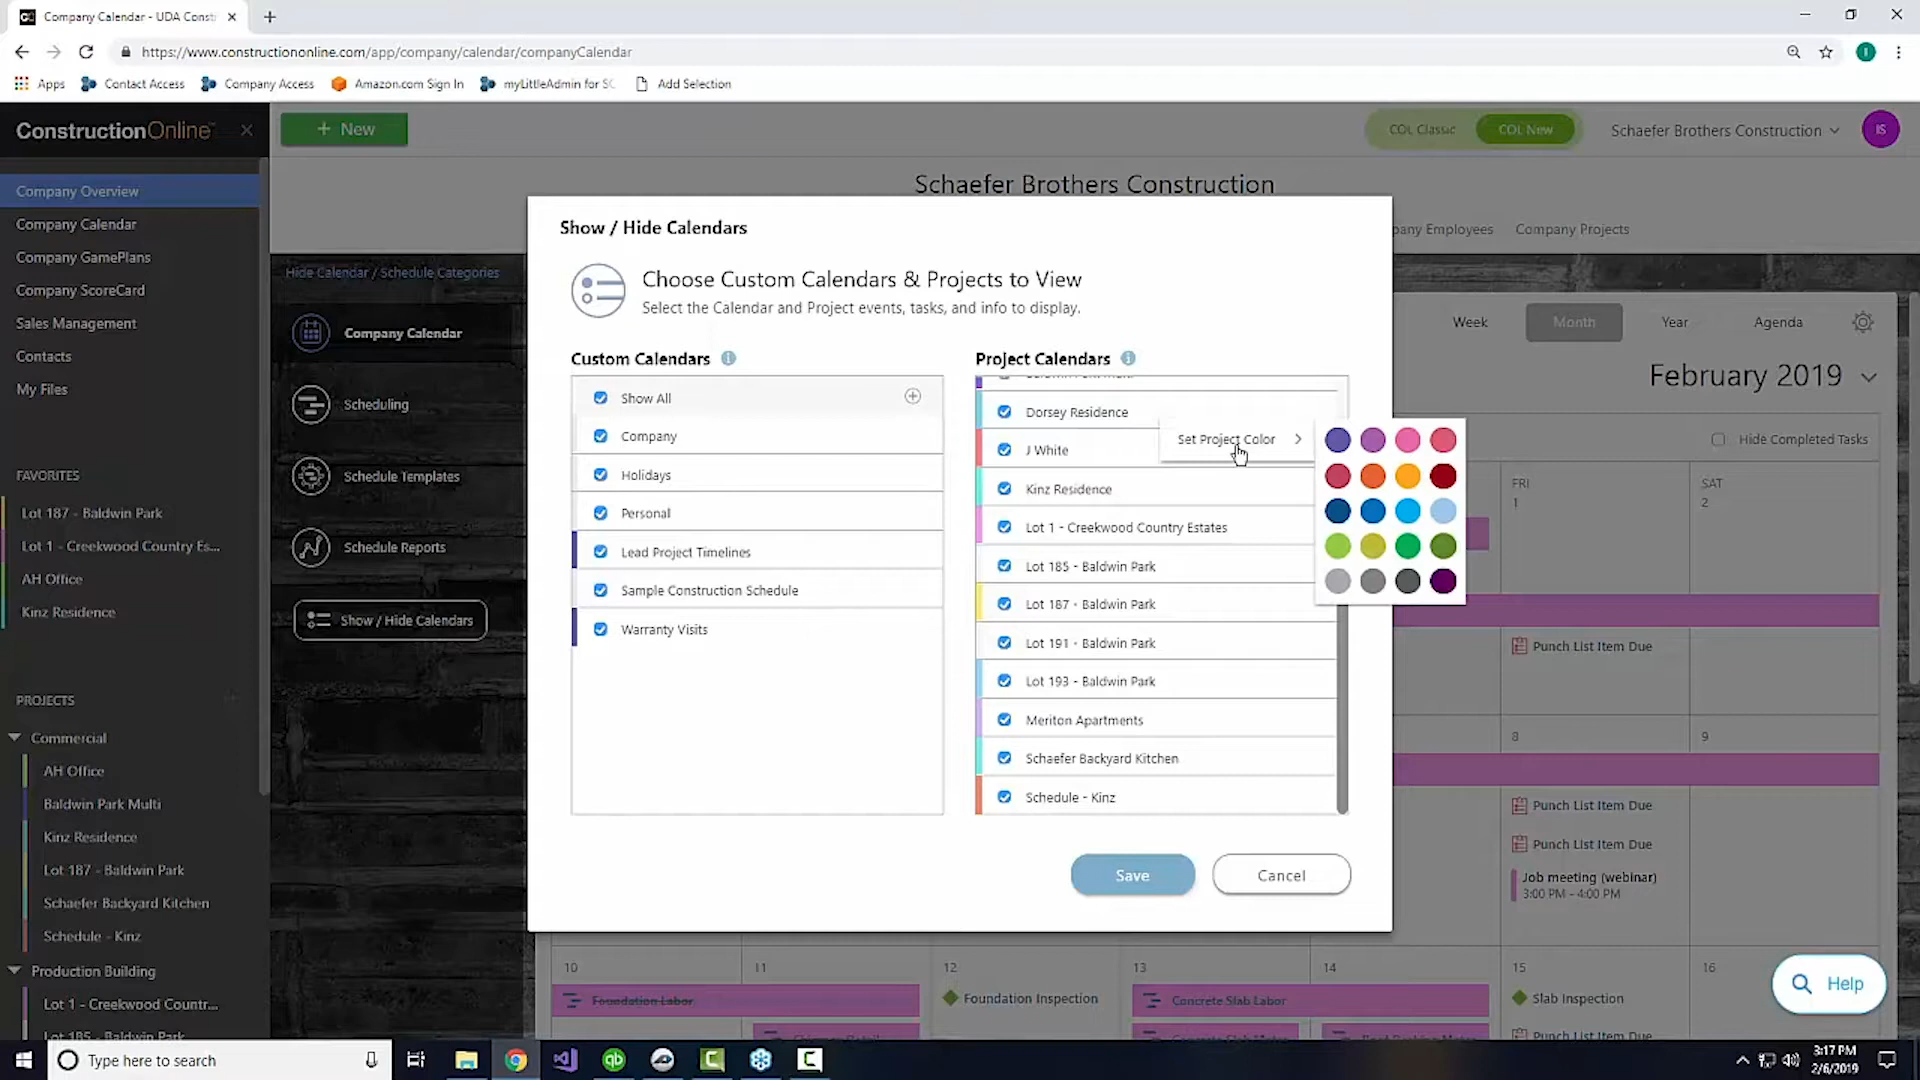 Company Calendar - UDA Const
https://www.constructiononline.com/app/company/calendar/companyCalendar
Apps
Contact Access
Company Access
Amazon.com Sign In
myLittleAdmin for SC
Add Selection
ConstructionOnline
+ New
COL Classic
COL New
Schaefer Brothers Construction
IS
Company Overview
Company Calendar
Company GamePlans
Company ScoreCard
Sales Management
Contacts
My Files
FAVORITES
Lot 187 - Baldwin Park
Lot 1 - Creekwood Country Es...
AH Office
Kinz Residence
PROJECTS
Commercial
AH Office
Baldwin Park Multi
Kinz Residence
Lot 187 - Baldwin Park
Schaefer Backyard Kitchen
Schedule - Kinz
Production Building
Lot 1 - Creekwood Countr...
Lot 185 - Baldwin Park
Schaefer Brothers Construction
pany Employees
Company Projects
Hide Calendar / Schedule Categories
Company Calendar
Scheduling
Schedule Templates
Schedule Reports
Show / Hide Calendars
Show / Hide Calendars
Choose Custom Calendars & Projects to View
Select the Calendar and Project events, tasks, and info to display.
Custom Calendars
Show All
Company
Holidays
Personal
Lead Project Timelines
Sample Construction Schedule
Warranty Visits
Project Calendars
Dorsey Residence
J White
Kinz Residence
Lot 1 - Creekwood Country Estates
Lot 185 - Baldwin Park
Lot 187 - Baldwin Park
Lot 191 - Baldwin Park
Lot 193 - Baldwin Park
Meriton Apartments
Schaefer Backyard Kitchen
Schedule - Kinz
Set Project Color
Save
Cancel
Week
Month
Year
Agenda
February 2019
Hide Completed Tasks
FRI
1
SAT
2
Punch List Item Due
8
9
Punch List Item Due
Punch List Item Due
Job meeting (webinar)
3:00 PM - 4:00 PM
10
11
12
13
14
15
16
Foundation Labor
Foundation Inspection
Concrete Slab Labor
Slab Inspection
Punch List Item Due
Help
Type here to search
3:17 PM
2/6/2019